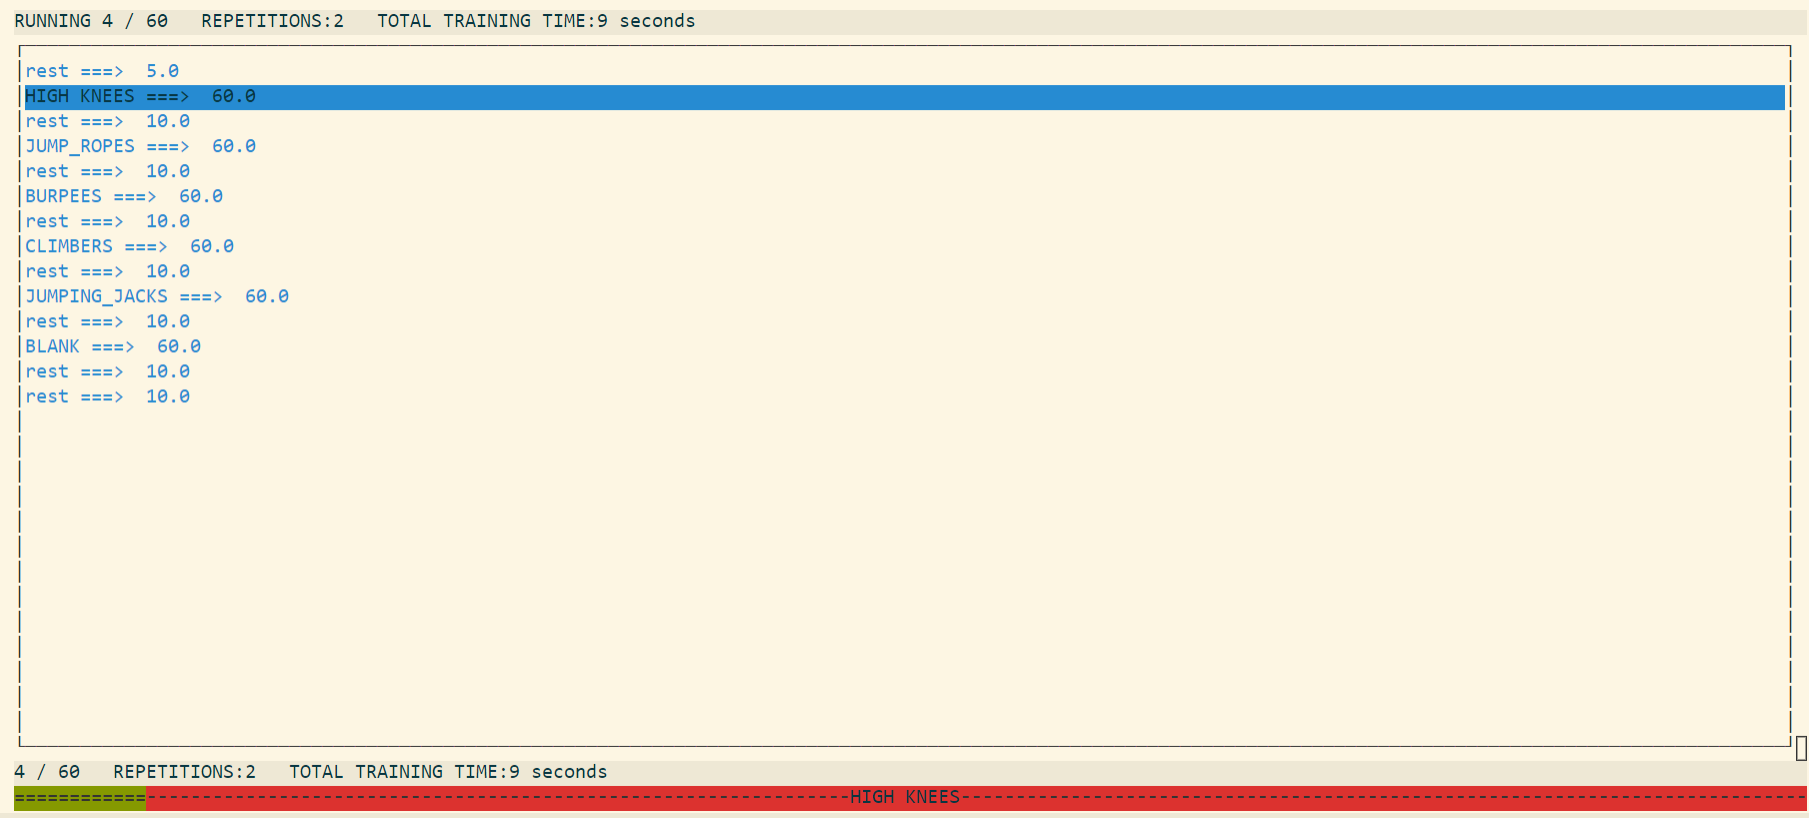 RUNNING 4 / 60   REPETITIONS:2   TOTAL TRAINING TIME:9 seconds
rest ===>  5.0
HIGH KNEES ===>  60.0
rest ===>  10.0
JUMP_ROPES ===>  60.0
rest ===>  10.0
BURPEES ===>  60.0
rest ===>  10.0
CLIMBERS ===>  60.0
rest ===>  10.0
JUMPING_JACKS ===>  60.0
rest ===>  10.0
BLANK ===>  60.0
rest ===>  10.0
rest ===>  10.0
4 / 60   REPETITIONS:2   TOTAL TRAINING TIME:9 seconds
============----------------------------------------------------------------HIGH KNEES-----------------------------------------------------------------------------